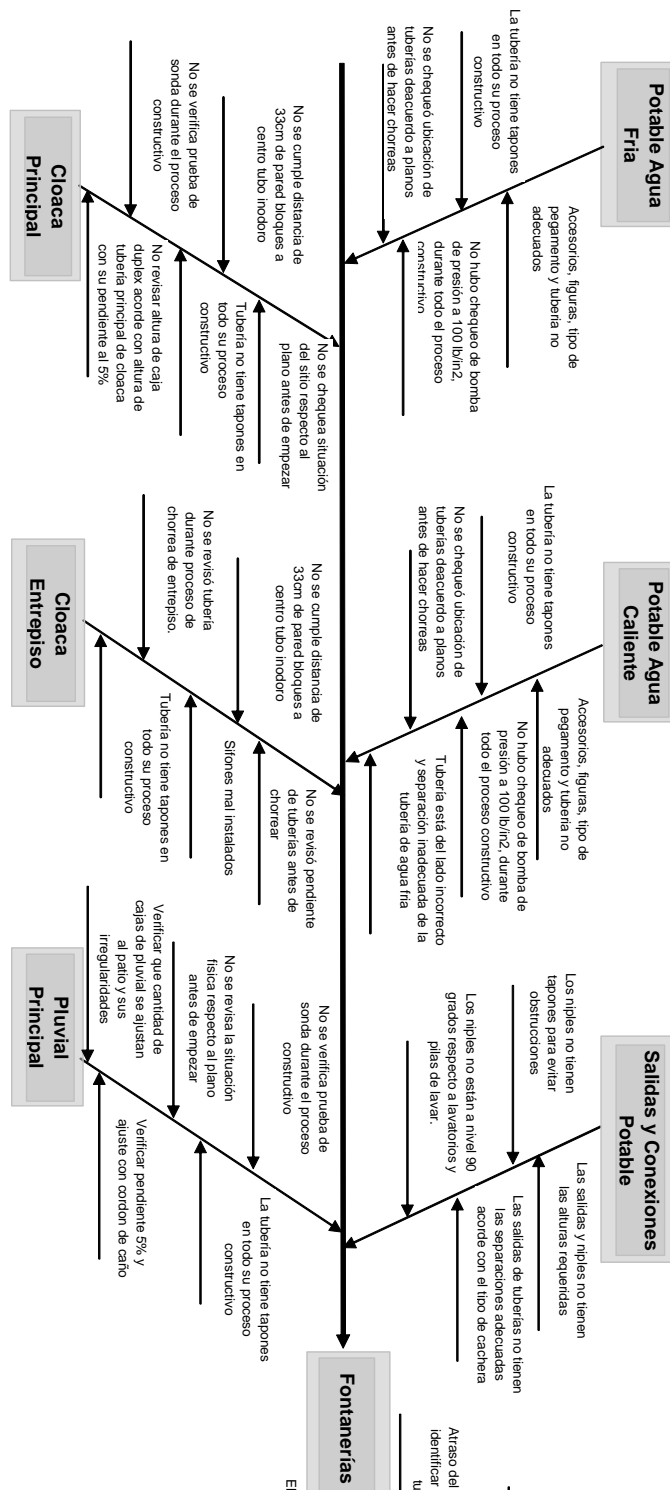 Potable Agua
Fria
La tubería no tiene tapones
en todo su proceso
constructivo
No se chequeó ubicación de
tuberías deacuerdo a planos
antes de hacer chorreas
Accesorios, figuras, tipo de
pegamento y tubería no
adecuados
No hubo chequeo de bomba
de presión a 100 lb/in2,
durante todo el proceso
constructivo
Potable Agua
Caliente
La tubería no tiene tapones
en todo su proceso
constructivo
No se chequeó ubicación de
tuberías deacuerdo a planos
antes de hacer chorreas
Accesorios, figuras, tipo de
pegamento y tubería no
adecuados
No hubo chequeo de bomba de
presión a 100 lb/in2, durante
todo el proceso constructivo
Tubería está del lado incorrecto
y separación inadecuada de la
tubería de agua fría
Salidas y Conexiones
Potable
Los niples no tienen
tapones para evitar
obstrucciones
Los niples no están a nivel 90
grados respecto a lavatorios y
pilas de lavar.
Las salidas y niples no tienen
las alturas requeridas
Las salidas de tuberías no tienen
las separaciones adecuadas
acorde con el tipo de cachera
No se cumple distancia de
33cm de pared bloques a
centro tubo inodoro
No se verifica prueba de
sonda durante el proceso
constructivo
No se chequea situación
del sitio respecto al
plano antes de empezar
Tubería no tiene tapones en
todo su proceso
constructivo
No revisar altura de caja
duplex acorde con altura de
tubería principal de cloaca
con su pendiente al 5%
Cloaca
Principal
No se cumple distancia de
33cm de pared bloques a
centro tubo inodoro
No se revisó tubería
durante proceso de
chorrea de entrepiso.
No se revisó pendiente
de tuberías antes de
chorrear
Sifones mal instalados
Tubería no tiene tapones en
todo su proceso
constructivo
Cloaca
Entrepiso
No se verifica prueba de
sonda durante el proceso
constructivo
No se revisa la situación
física respecto al plano
antes de empezar
Verificar que cantidad de
cajas de pluvial se ajustan
al patio y sus
irregularidades
La tubería no tiene tapones
en todo su proceso
constructivo
Verificar pendiente 5% y
ajuste con cordon de caño
Pluvial
Principal
Fontanerías
Atraso del
identificar
tu
El